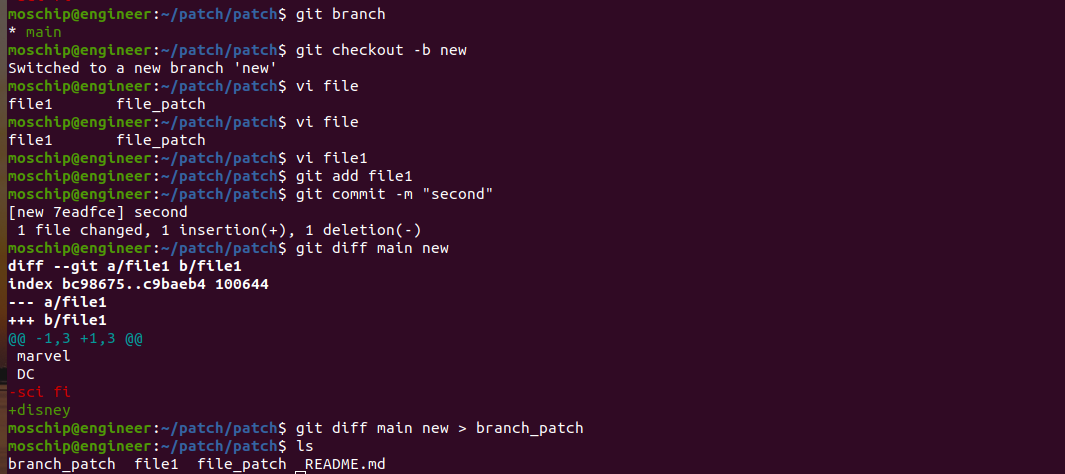 moschip@engineer:~/patch/patch$ git branch
* main
moschip@engineer:~/patch/patch$ git checkout -b new
Switched to a new branch 'new'
moschip@engineer:~/patch/patch$ vi file
file1       file_patch
moschip@engineer:~/patch/patch$ vi file
file1       file_patch
moschip@engineer:~/patch/patch$ vi file1
moschip@engineer:~/patch/patch$ git add file1
moschip@engineer:~/patch/patch$ git commit -m "second"
[new 7eadfce] second
 1 file changed, 1 insertion(+), 1 deletion(-)
moschip@engineer:~/patch/patch$ git diff main new
diff --git a/file1 b/file1
index bc98675..c9baeb4 100644
--- a/file1
+++ b/file1
@@ -1,3 +1,3 @@
 marvel
 DC
-sci fi
+disney
moschip@engineer:~/patch/patch$ git diff main new > branch_patch
moschip@engineer:~/patch/patch$ ls
branch_patch  file1  file_patch  README.md